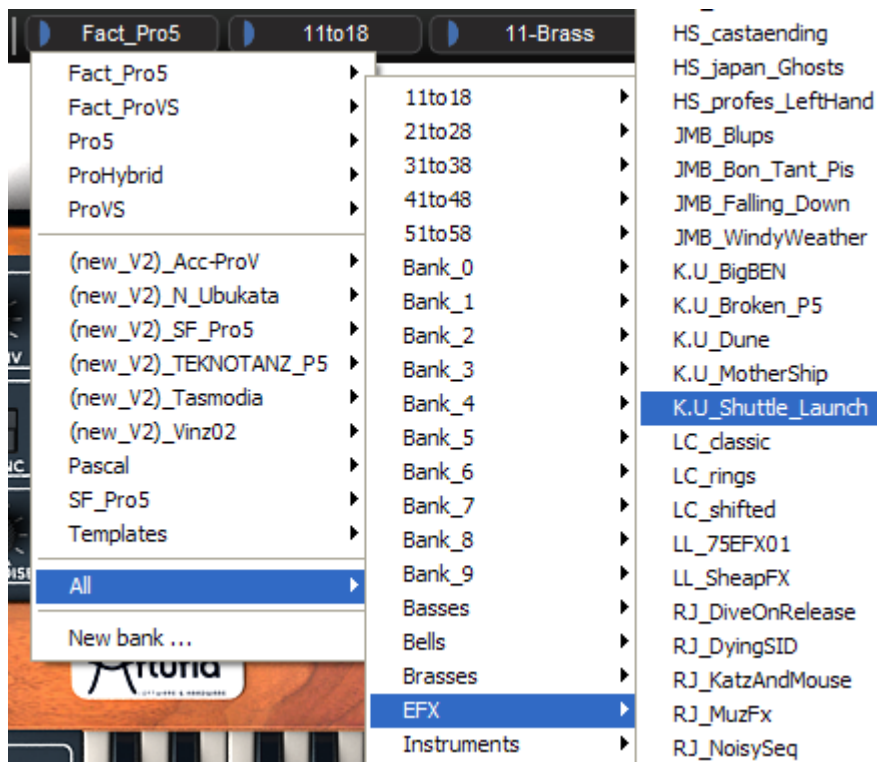 Fact_Pro5
11to18
11-Brass
Fact_Pro5
Fact_ProVS
Pro5
ProHybrid
ProVS
(new_V2)_Acc-ProV
(new_V2)_N_Ubukata
(new_V2)_SF_Pro5
(new_V2)_TEKNOTANZ_P5
(new_V2)_Tasmodia
(new_V2)_Vinz02
Pascal
SF_Pro5
Templates
All
New bank ...
11to18
21to28
31to38
41to48
51to58
Bank_0
Bank_1
Bank_2
Bank_3
Bank_4
Bank_5
Bank_6
Bank_7
Bank_8
Bank_9
Basses
Bells
Brasses
EFX
Instruments
HS_castaending
HS_japan_Ghosts
HS_profes_LeftHand
JMB_Blups
JMB_Bon_Tant_Pis
JMB_Falling_Down
JMB_WindyWeather
K.U_BigBEN
K.U_Broken_P5
K.U_Dune
K.U_MotherShip
K.U_Shuttle_Launch
LC_classic
LC_rings
LC_shifted
LL_75EFX01
LL_SheapFX
RJ_DiveOnRelease
RJ_DyingSID
RJ_KatzAndMouse
RJ_MuzFx
RJ_NoisySeq